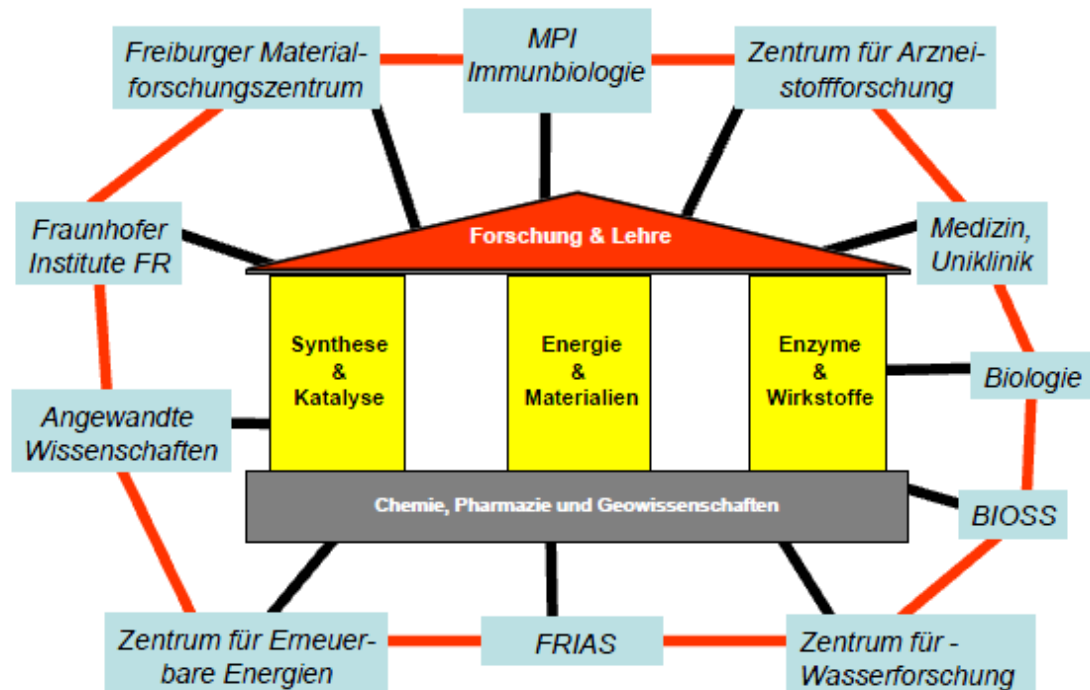 Freiburger Material-
forschungszentrum
MPI
Immunbiologie
Zentrum für Arznei-
stoffforschung
Fraunhofer
Institute FR
Forschung & Lehre
Medizin,
Uniklinik
Synthese
&
Katalyse
Energie
&
Materialien
Enzyme
&
Wirkstoffe
Biologie
Angewandte
Wissenschaften
Chemie, Pharmazie und Geowissenschaften
BIOSS
Zentrum für Erneuer-
bare Energien
FRIAS
Zentrum für -
Wasserforschung